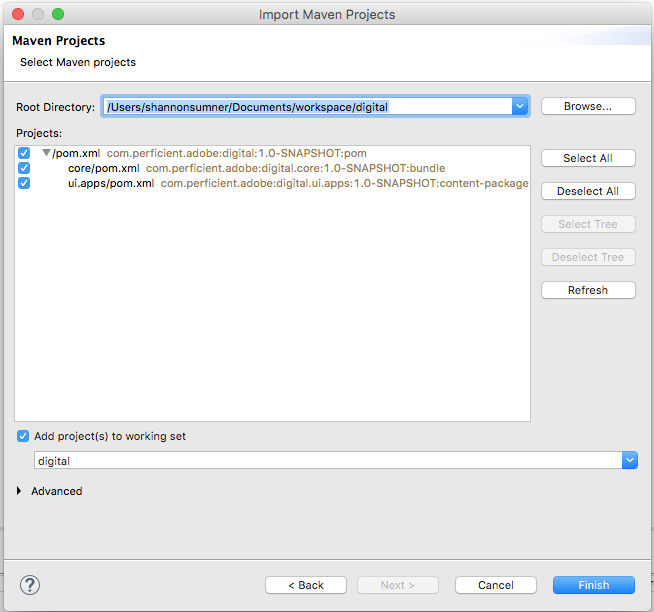 Import Maven Projects
Maven Projects
Select Maven projects
Root Directory: /Users/shannonsumner/Documents/workspace/digital Browse...
Projects:
/pom.xml com.perficient.adobe:digital:1.0-SNAPSHOT:pom
core/pom.xml com.perficient.adobe:digital.core:1.0-SNAPSHOT:bundle
ui.apps/pom.xml com.perficient.adobe:digital.ui.apps:1.0-SNAPSHOT:content-package
Select All
Deselect All
Select Tree
Deselect Tree
Refresh
Add project(s) to working set
digital
Advanced
? < Back Next > Cancel Finish